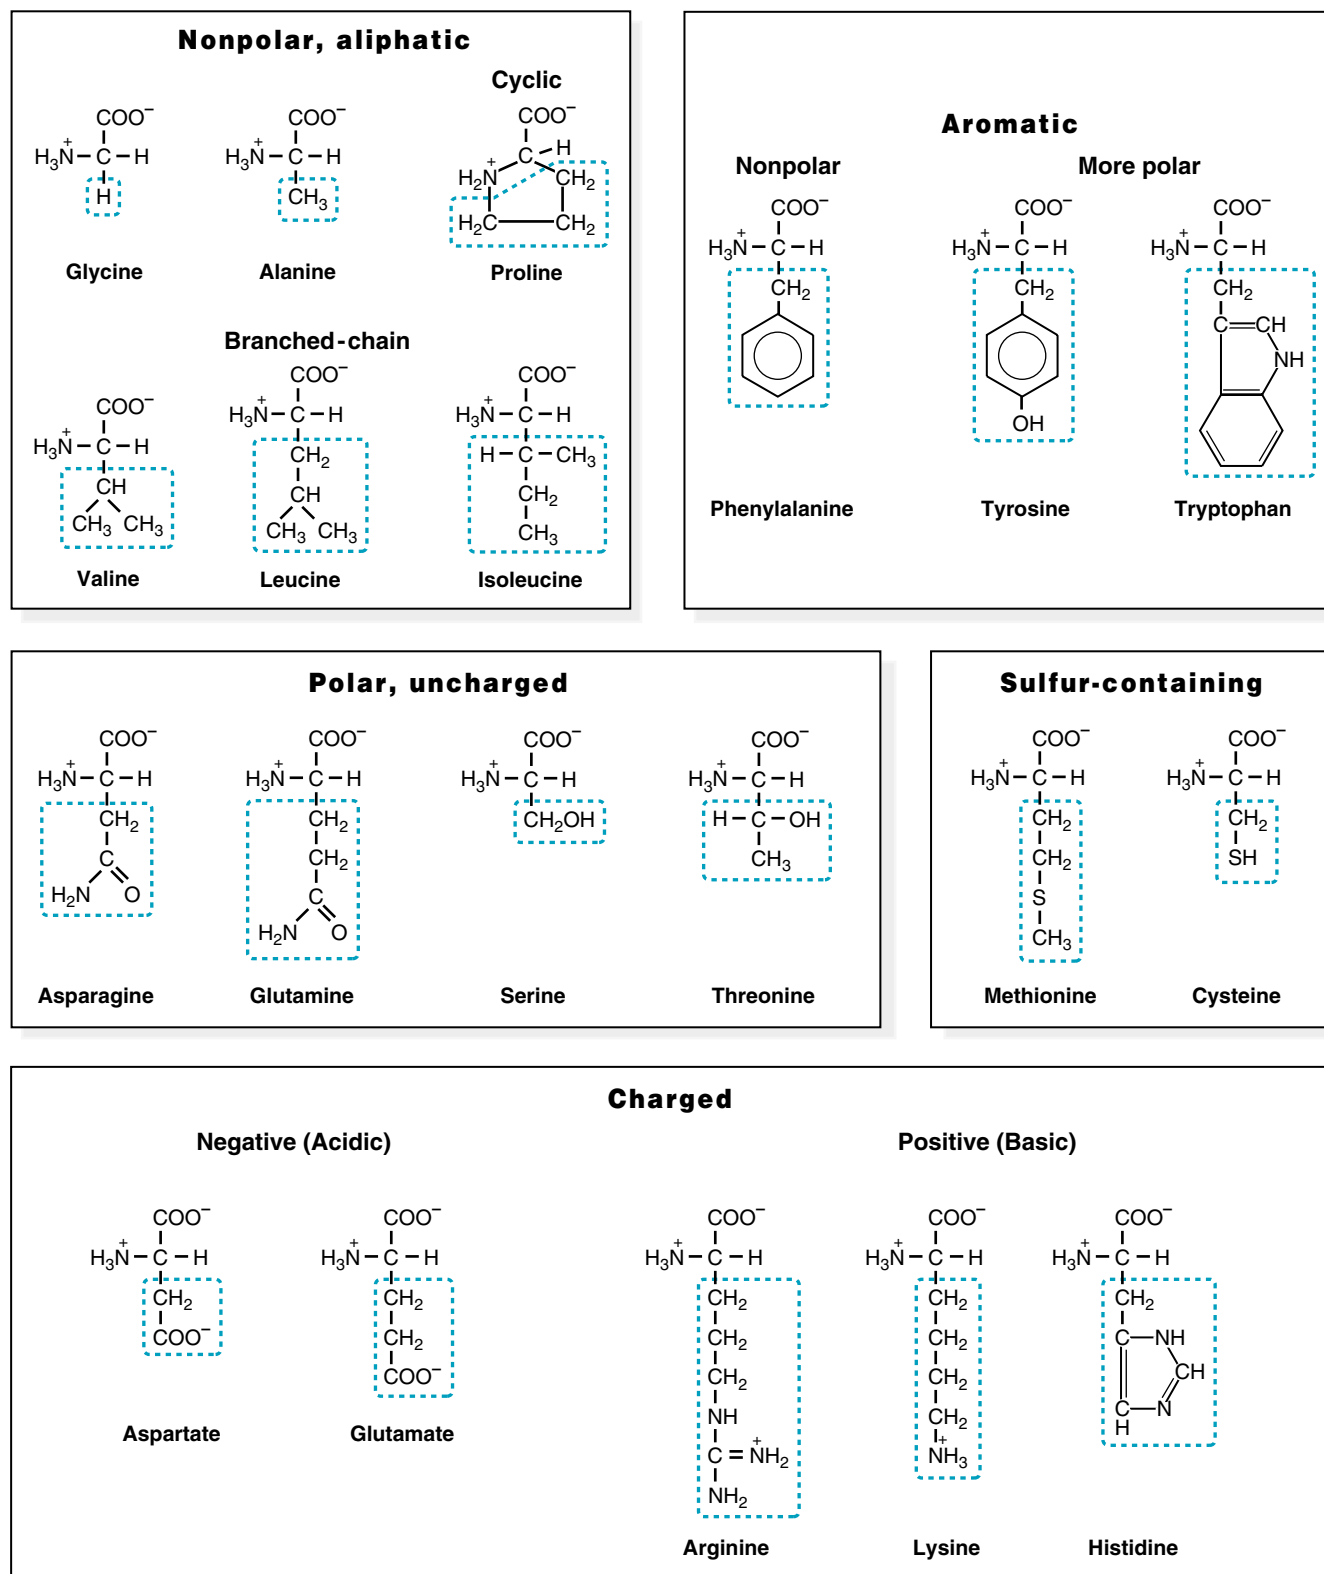 Nonpolar, aliphatic
Cyclic
COO⁻ COO⁻ COO⁻
H₃N⁺–C–H H₃N⁺–C–H H₂N⁺ C–H
H CH₃ CH₂
H₂C CH₂
Glycine Alanine Proline
Branched-chain
COO⁻ COO⁻ COO⁻
H₃N⁺–C–H H₃N⁺–C–H H₃N⁺–C–H
CH CH₂ H–C–CH₃
CH₃ CH₃ CH CH₂
CH₃ CH₃ CH₃
Valine Leucine Isoleucine
Aromatic
Nonpolar More polar
COO⁻ COO⁻ COO⁻
H₃N⁺–C–H H₃N⁺–C–H H₃N⁺–C–H
CH₂ CH₂ CH₂
C=CH
NH
OH
Phenylalanine Tyrosine Tryptophan
Polar, uncharged
COO⁻ COO⁻ COO⁻ COO⁻
H₃N⁺–C–H H₃N⁺–C–H H₃N⁺–C–H H₃N⁺–C–H
CH₂ CH₂ CH₂OH H–C–OH
C CH₂ CH₃
H₂N O C
H₂N O
Asparagine Glutamine Serine Threonine
Sulfur-containing
COO⁻ COO⁻
H₃N⁺–C–H H₃N⁺–C–H
CH₂ CH₂
CH₂ SH
S
CH₃
Methionine Cysteine
Charged
Negative (Acidic) Positive (Basic)
COO⁻ COO⁻ COO⁻ COO⁻ COO⁻
H₃N⁺–C–H H₃N⁺–C–H H₃N⁺–C–H H₃N⁺–C–H H₃N⁺–C–H
CH₂ CH₂ CH₂ CH₂ CH₂
COO⁻ CH₂ CH₂ CH₂ C–NH
COO⁻ CH₂ CH₂ CH
NH CH₂ C N
H
C=NH₂⁺ NH₃⁺
NH₂
Aspartate Glutamate
Arginine Lysine Histidine